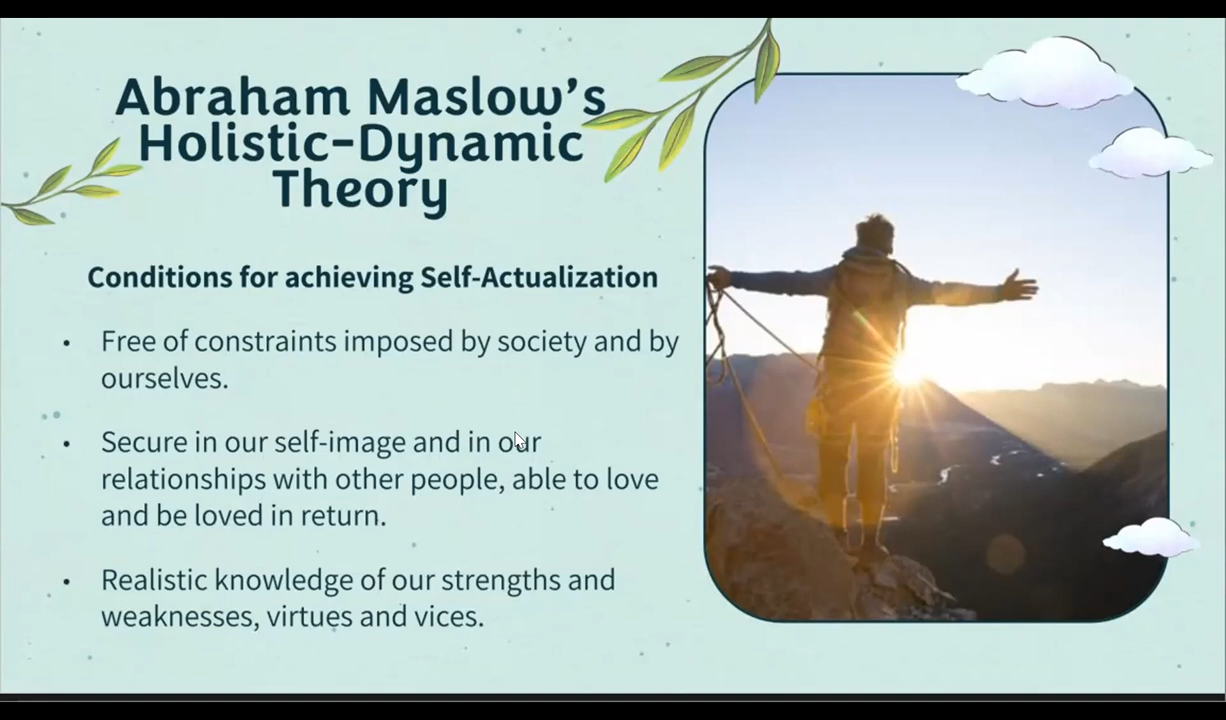 Abraham Maslow's
Holistic-Dynamic
Theory
Conditions for achieving Self-Actualization
• Free of constraints imposed by society and by
ourselves.
• Secure in our self-image and in our
relationships with other people, able to love
and be loved in return.
• Realistic knowledge of our strengths and
weaknesses, virtues and vices.